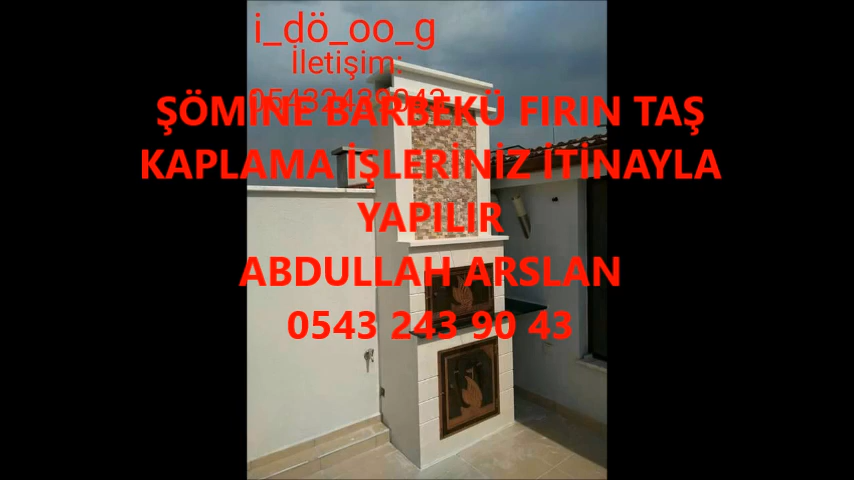 i_dö_oo_g
İletişim:
05432439043
ŞÖMİNE BARBEKÜ FIRIN TAŞ
KAPLAMA İŞLERİNİZ İTİNAYLA
YAPILIR
ABDULLAH ARSLAN
0543 243 90 43